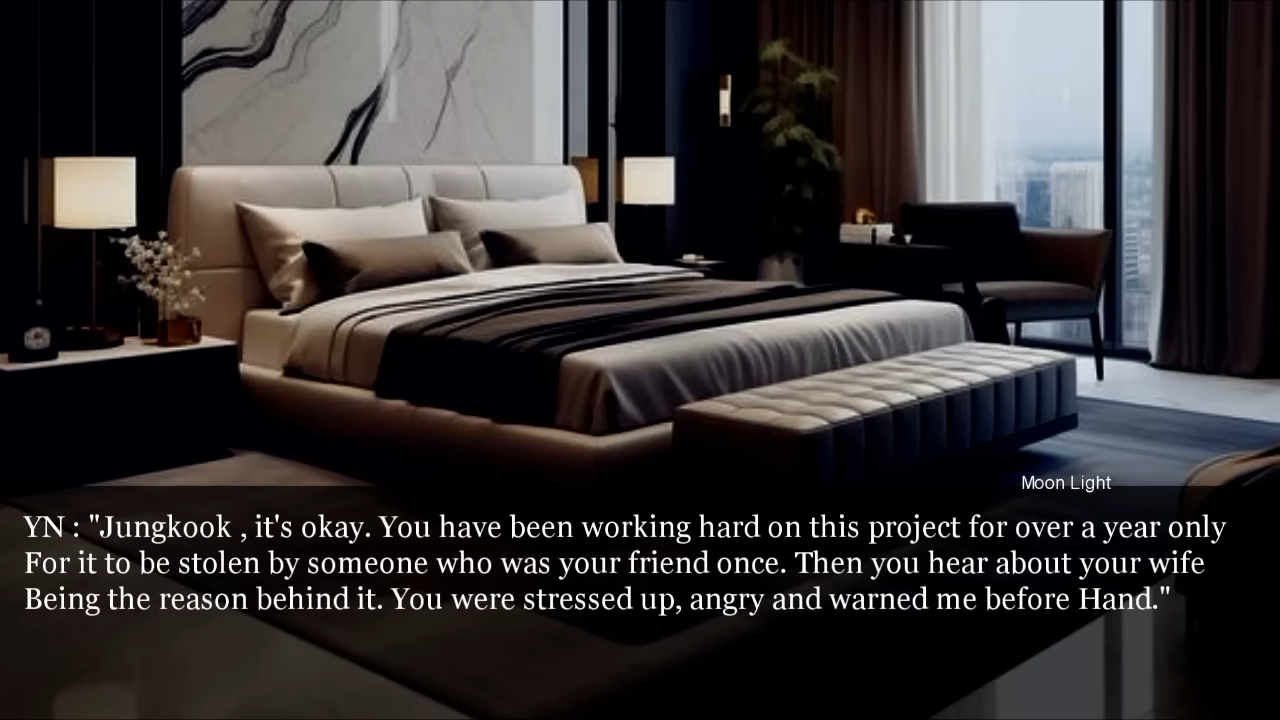 Moon Light
YN : "Jungkook , it's okay. You have been working hard on this project for over a year only
For it to be stolen by someone who was your friend once. Then you hear about your wife
Being the reason behind it. You were stressed up, angry and warned me before Hand."